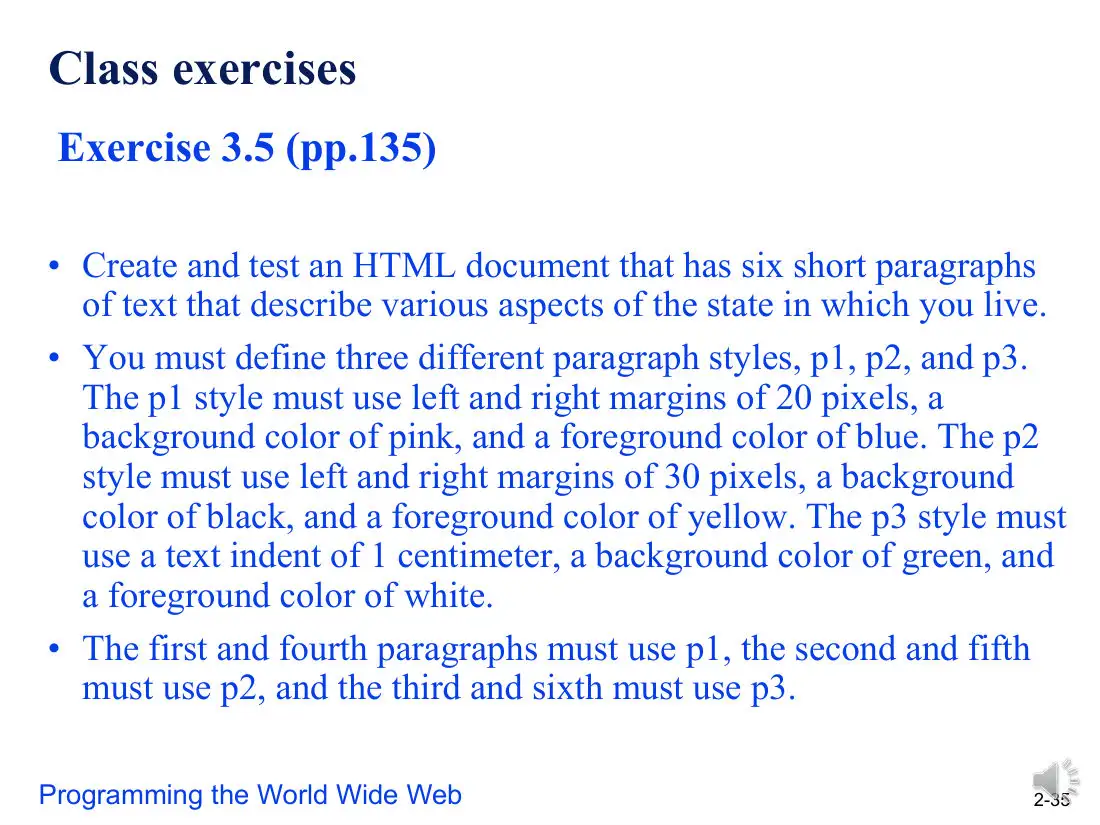 Class exercises
Exercise 3.5 (pp.135)
• Create and test an HTML document that has six short paragraphs
of text that describe various aspects of the state in which you live.
• You must define three different paragraph styles, p1, p2, and p3.
The p1 style must use left and right margins of 20 pixels, a
background color of pink, and a foreground color of blue. The p2
style must use left and right margins of 30 pixels, a background
color of black, and a foreground color of yellow. The p3 style must
use a text indent of 1 centimeter, a background color of green, and
a foreground color of white.
• The first and fourth paragraphs must use p1, the second and fifth
must use p2, and the third and sixth must use p3.
Programming the World Wide Web
2-35